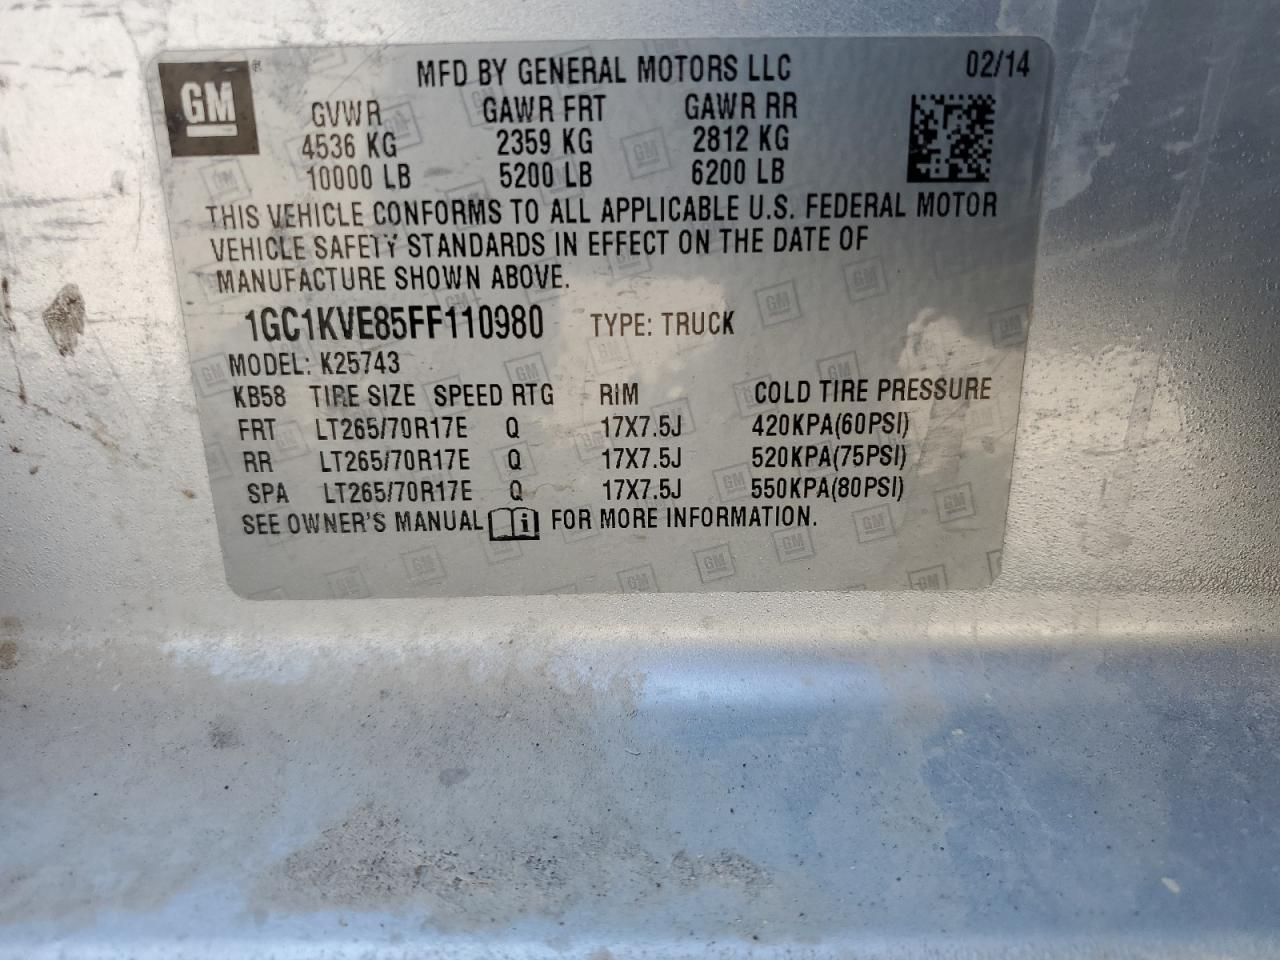 GM® MFD BY GENERAL MOTORS LLC 02/14
GVWR GAWR FRT GAWR RR
4536 KG 2359 KG 2812 KG
10000 LB 5200 LB 6200 LB
THIS VEHICLE CONFORMS TO ALL APPLICABLE U.S. FEDERAL MOTOR
VEHICLE SAFETY STANDARDS IN EFFECT ON THE DATE OF
MANUFACTURE SHOWN ABOVE.
1GC1KVE85FF110980 TYPE: TRUCK
MODEL: K25743
KB58 TIRE SIZE SPEED RTG RIM COLD TIRE PRESSURE
FRT LT265/70R17E Q 17X7.5J 420KPA(60PSI)
RR LT265/70R17E Q 17X7.5J 520KPA(75PSI)
SPA LT265/70R17E Q 17X7.5J 550KPA(80PSI)
SEE OWNER'S MANUAL i FOR MORE INFORMATION.